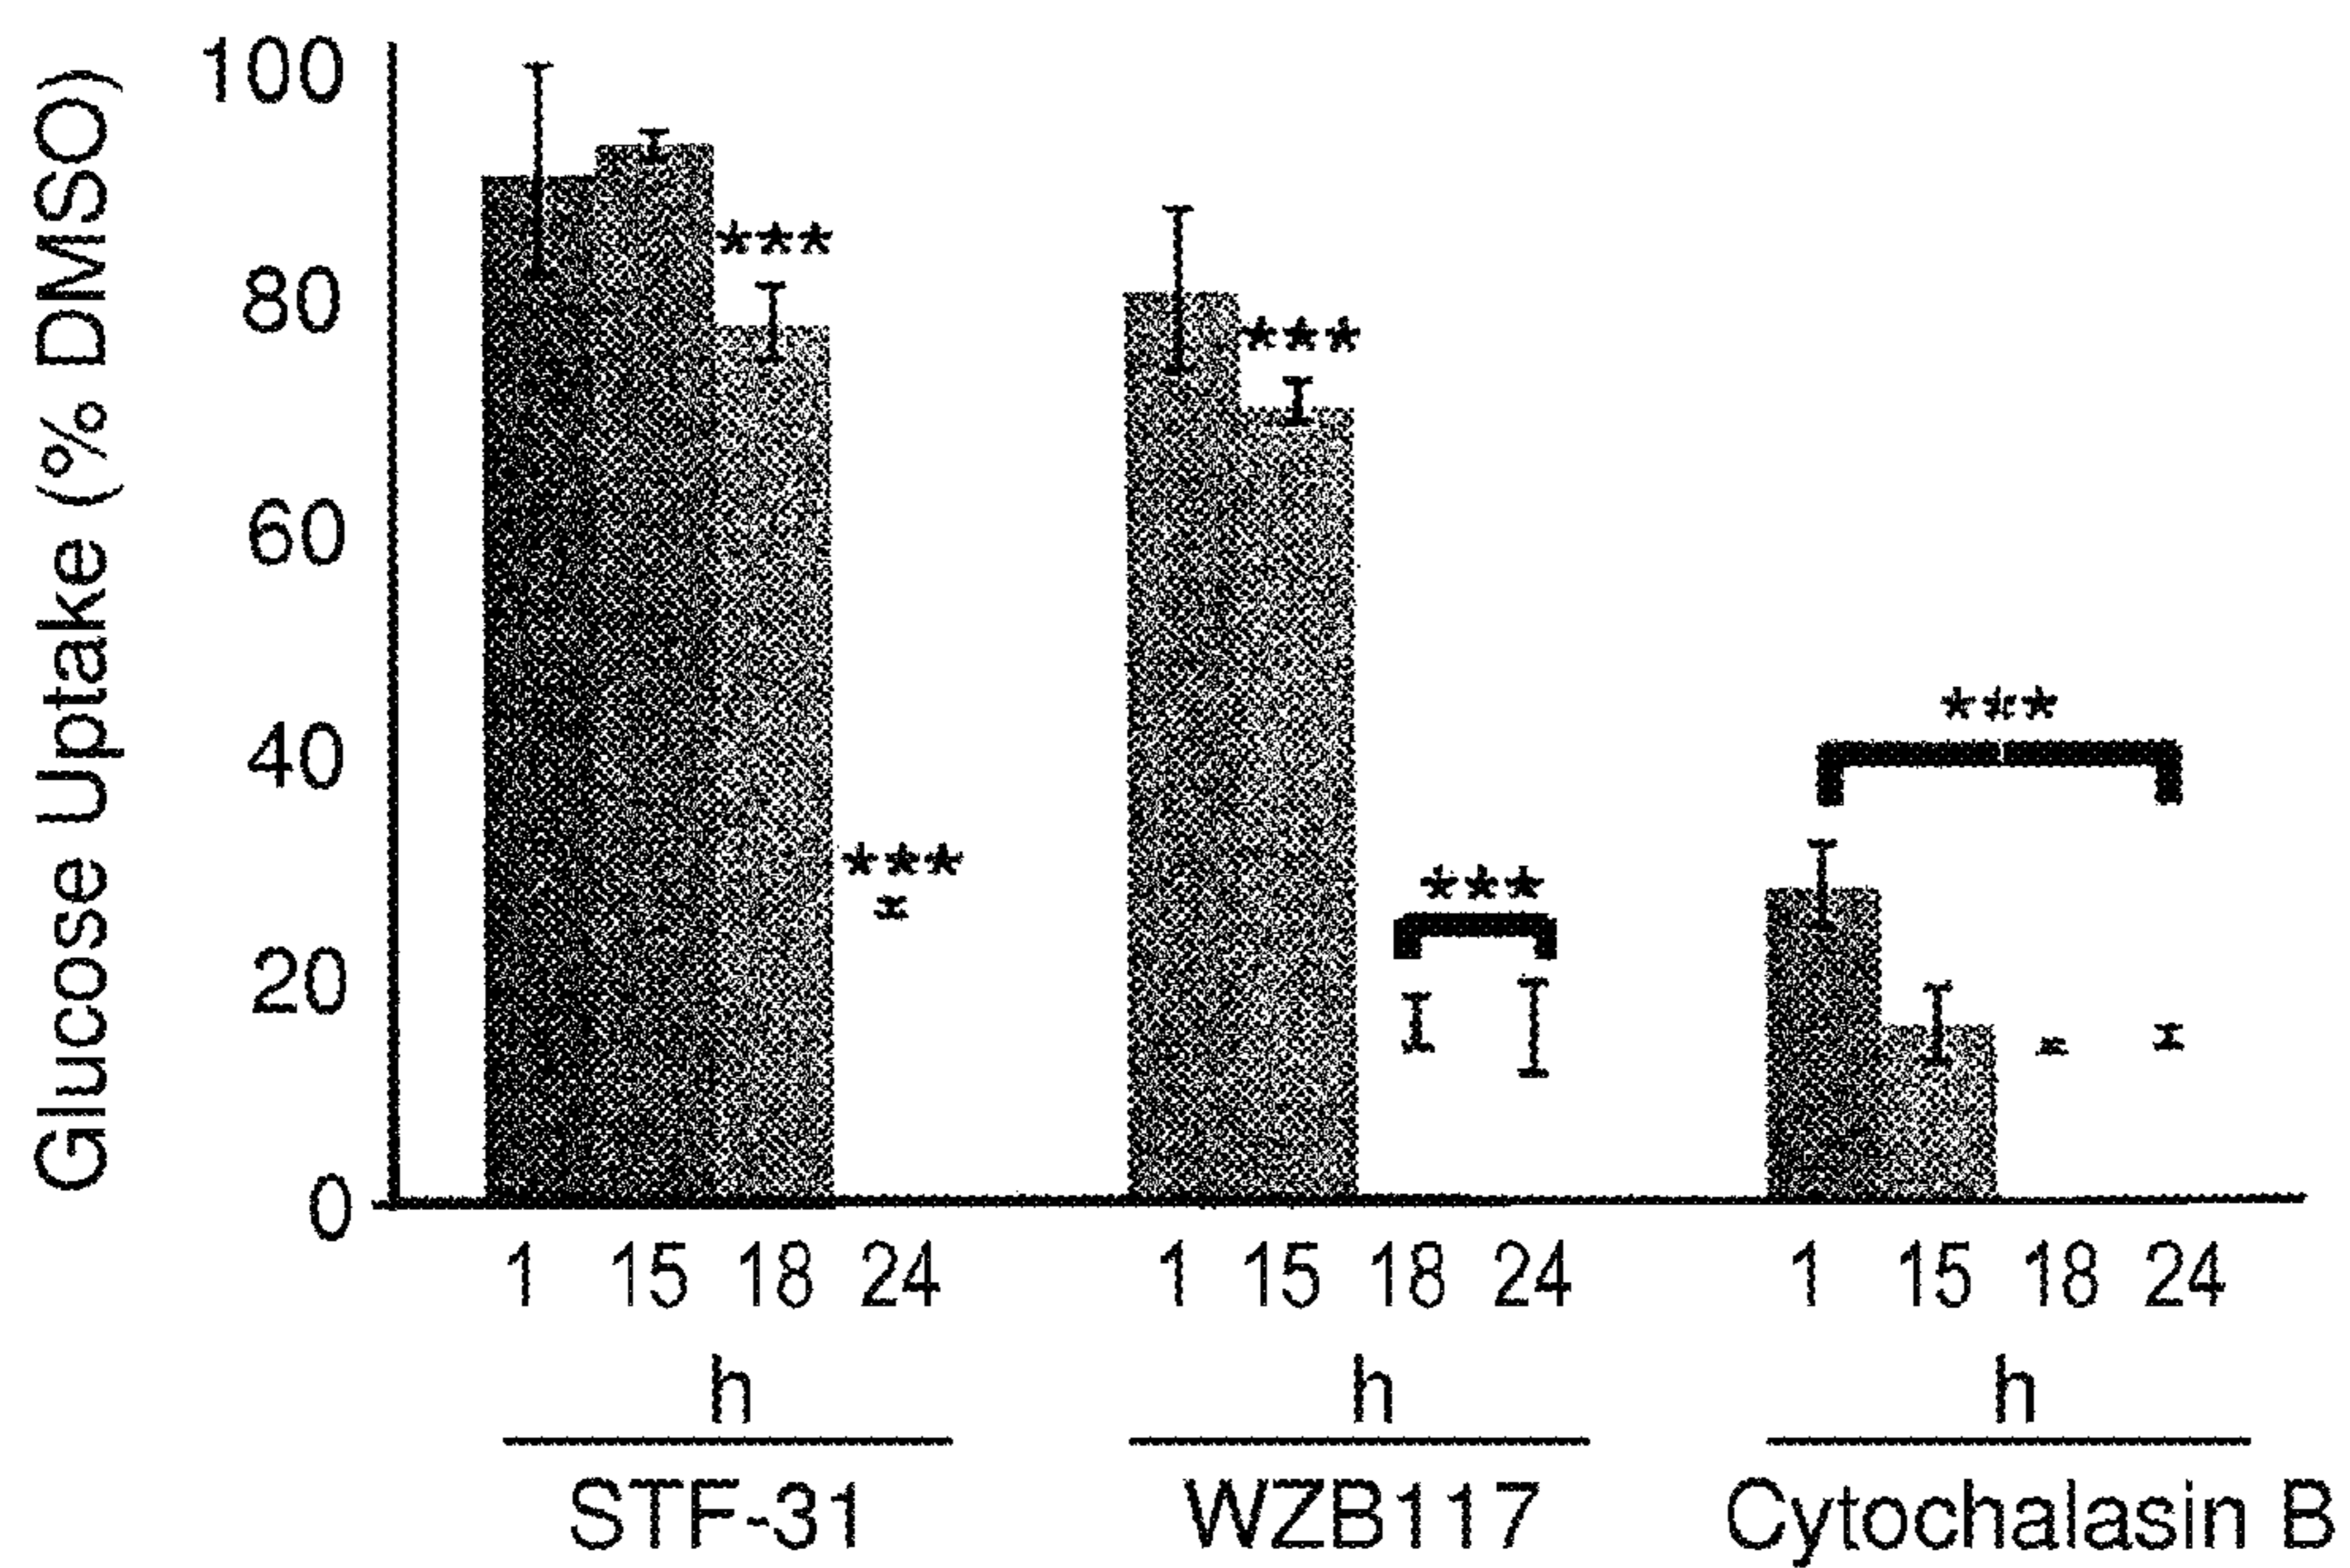 Glucose Uptake (% DMSO)
100
80
60
40
20
0
***
***
***
***
***
1 15 18 24
1 15 18 24
1 15 18 24
h
h
h
STF-31
WZB117
Cytochalasin B